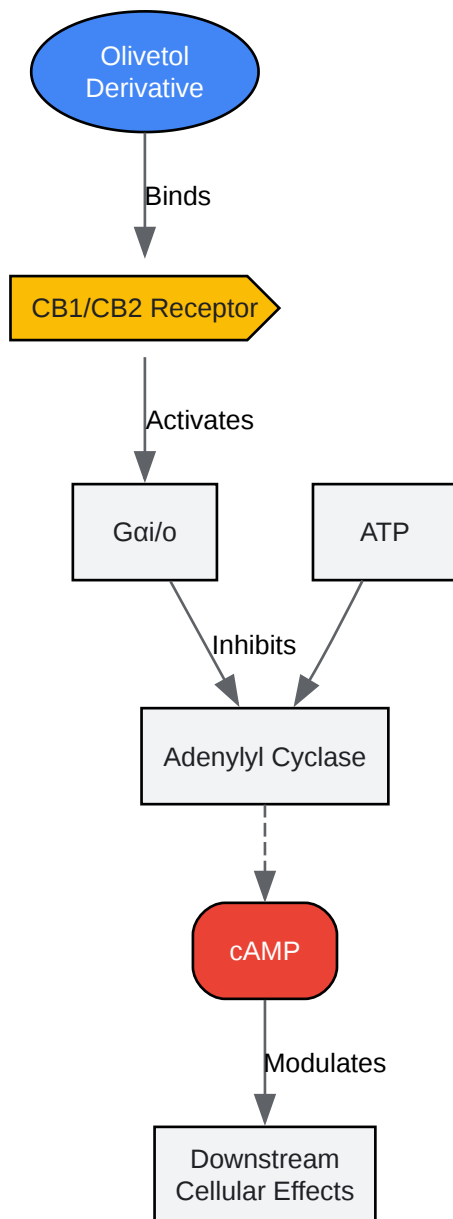 Olivetol
Derivative
Binds
CB1/CB2 Receptor
Activates
Gαi/o
ATP
Inhibits
Adenylyl Cyclase
cAMP
Modulates
Downstream
Cellular Effects